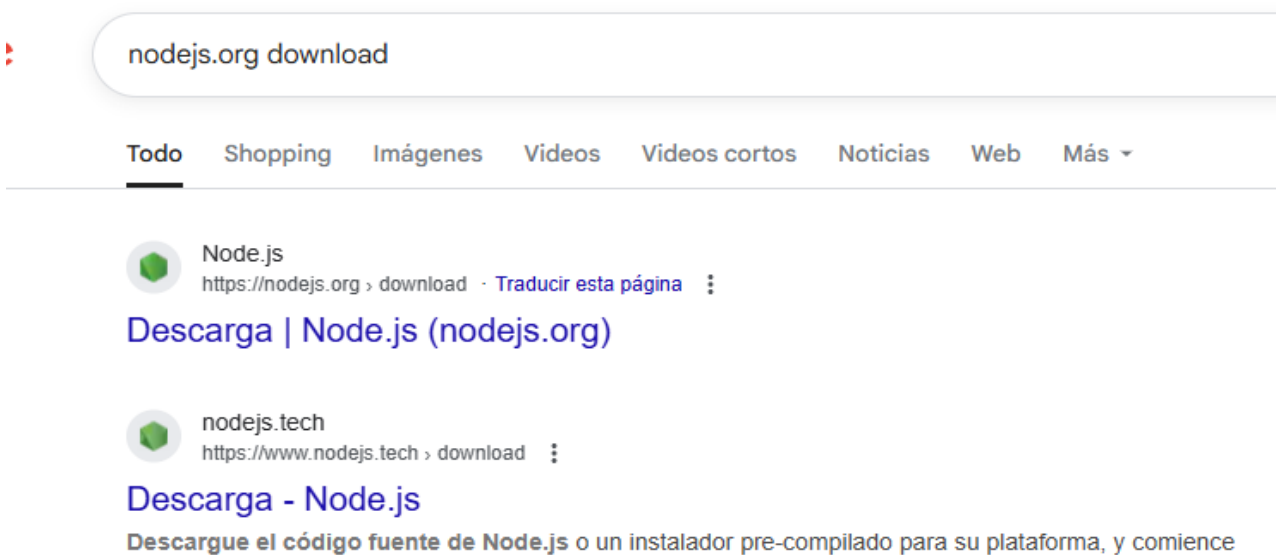 nodejs.org download
Todo Shopping Imágenes Videos Videos cortos Noticias Web Más
Node.js
https://nodejs.org › download · Traducir esta página
Descarga | Node.js (nodejs.org)
nodejs.tech
https://www.nodejs.tech › download
Descarga - Node.js
Descargue el código fuente de Node.js o un instalador pre-compilado para su plataforma, y comience